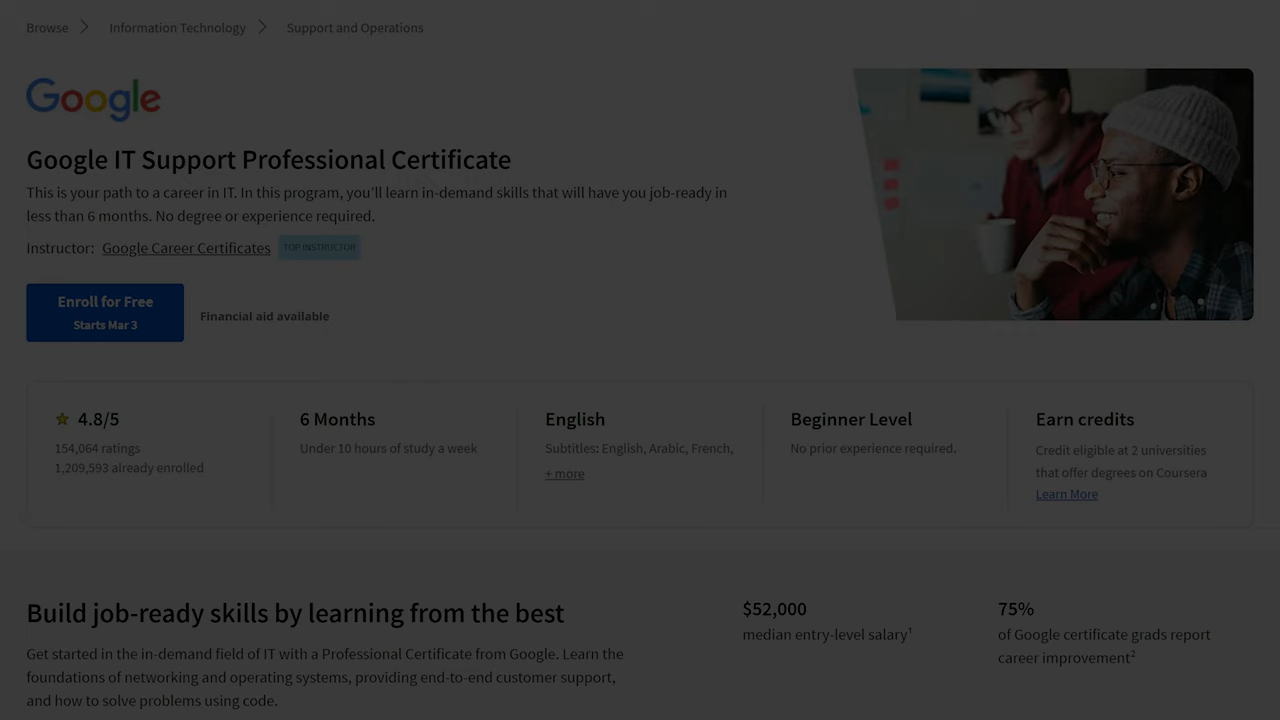 Browse
Information Technology
Support and Operations
Google
Google IT Support Professional Certificate
This is your path to a career in IT. In this program, you'll learn in-demand skills that will have you job-ready in
less than 6 months. No degree or experience required.
Instructor: Google Career Certificates TOP INSTRUCTOR
Enroll for Free
Starts Mar 3
Financial aid available
4.8/5
154,064 ratings
1,209,593 already enrolled
6 Months
Under 10 hours of study a week
English
Subtitles: English, Arabic, French,
+ more
Beginner Level
No prior experience required.
Earn credits
Credit eligible at 2 universities
that offer degrees on Coursera
Learn More
Build job-ready skills by learning from the best
Get started in the in-demand field of IT with a Professional Certificate from Google. Learn the
foundations of networking and operating systems, providing end-to-end customer support,
and how to solve problems using code.
$52,000
median entry-level salary¹
75%
of Google certificate grads report
career improvement²